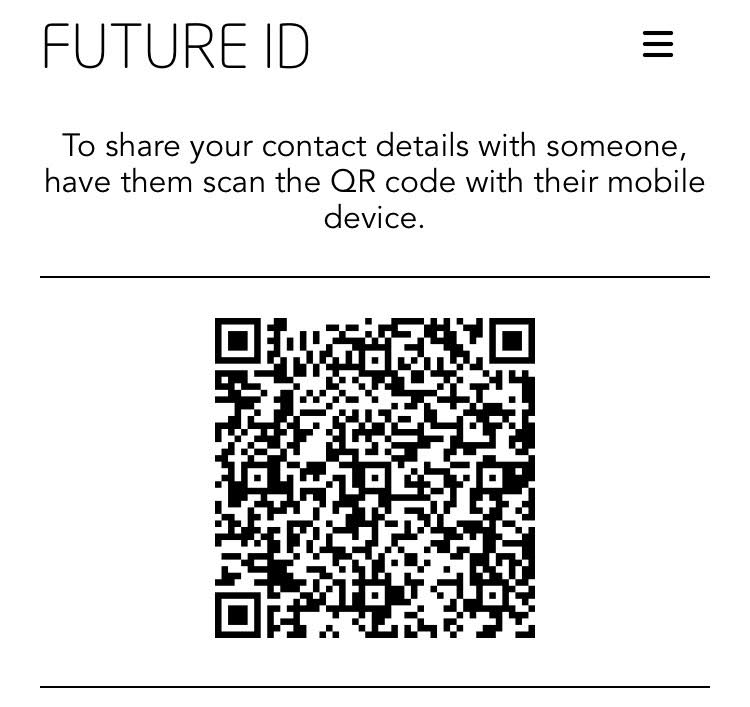 FUTURE ID
To share your contact details with someone,
have them scan the QR code with their mobile
device.